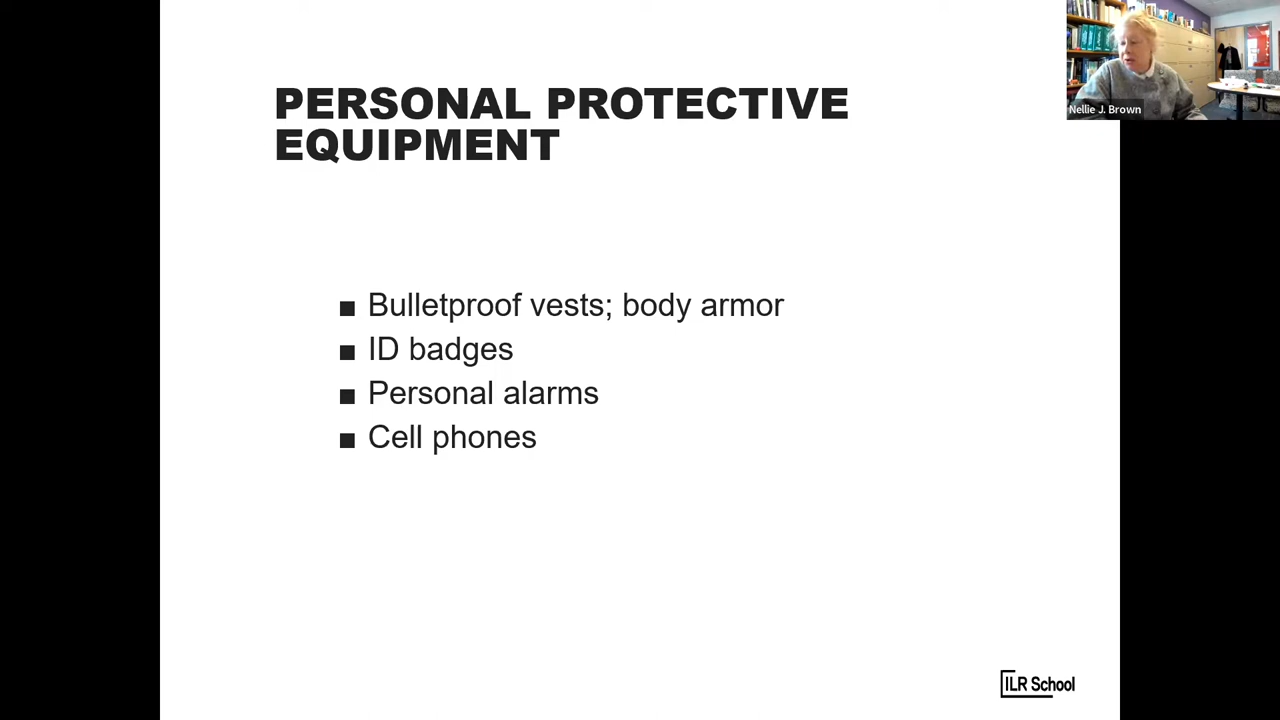 PERSONAL PROTECTIVE
EQUIPMENT
Nellie J. Brown
■ Bulletproof vests; body armor
■ ID badges
■ Personal alarms
■ Cell phones
ILR School